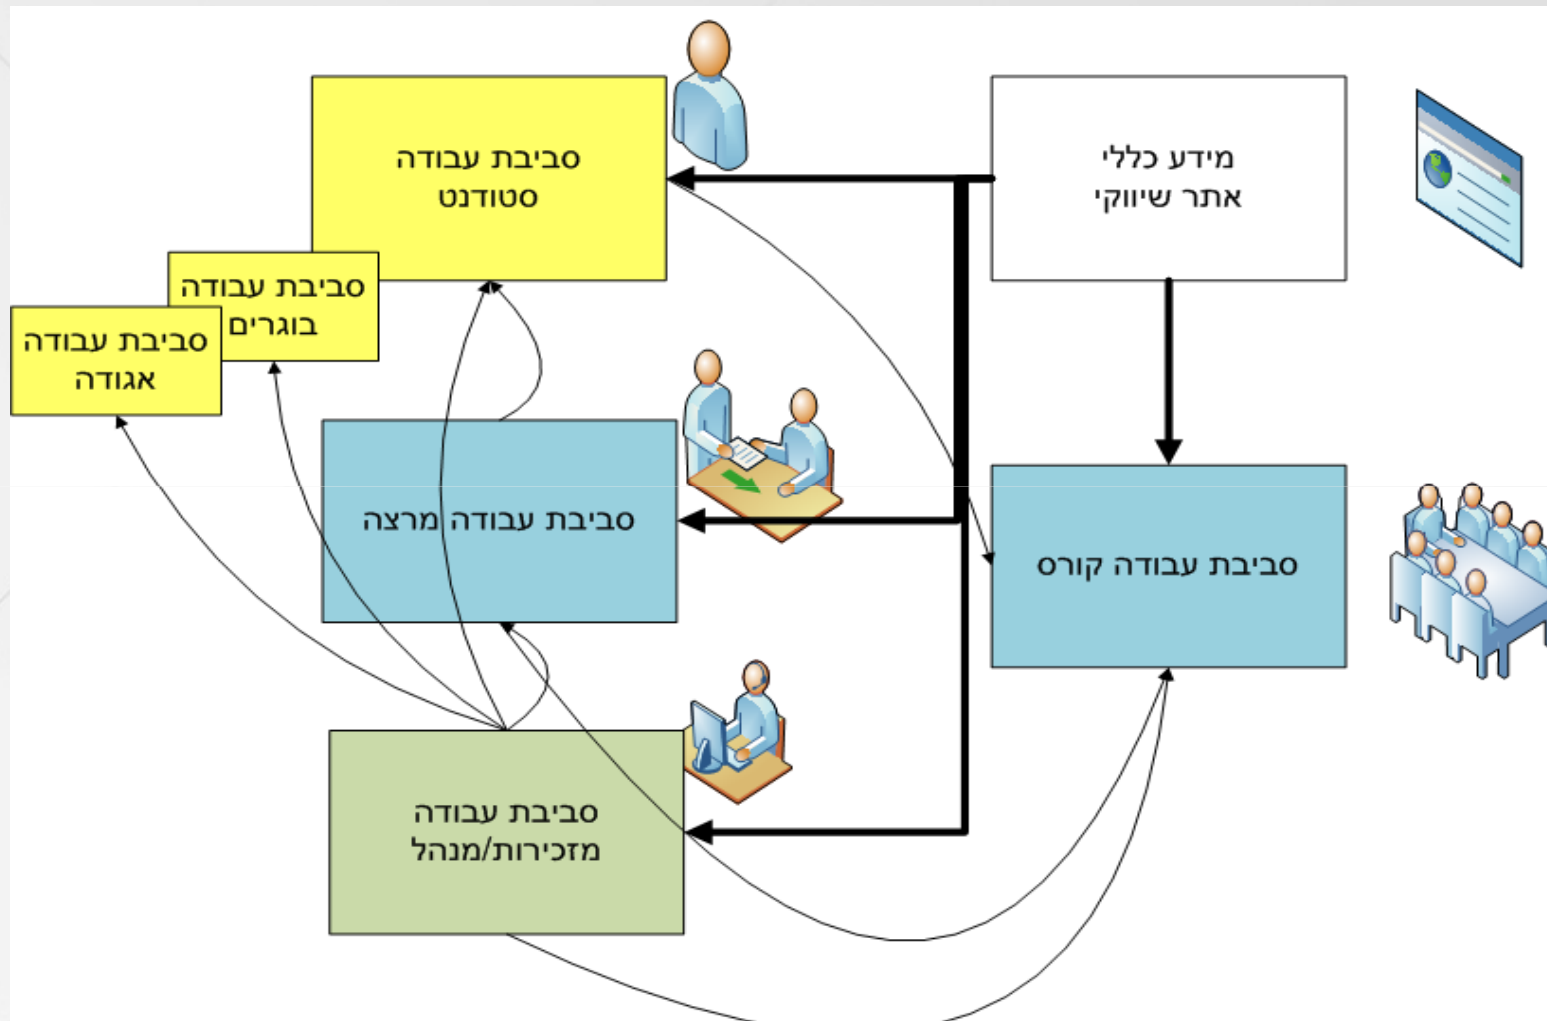 מידע כללי
אתר שיווקי
סביבת עבודה
סטודנט
סביבת עבודה
בוגרים
סביבת עבודה
אגודה
סביבת עבודה מרצה
סביבת עבודה קורס
סביבת עבודה
מזכירות/מנהל